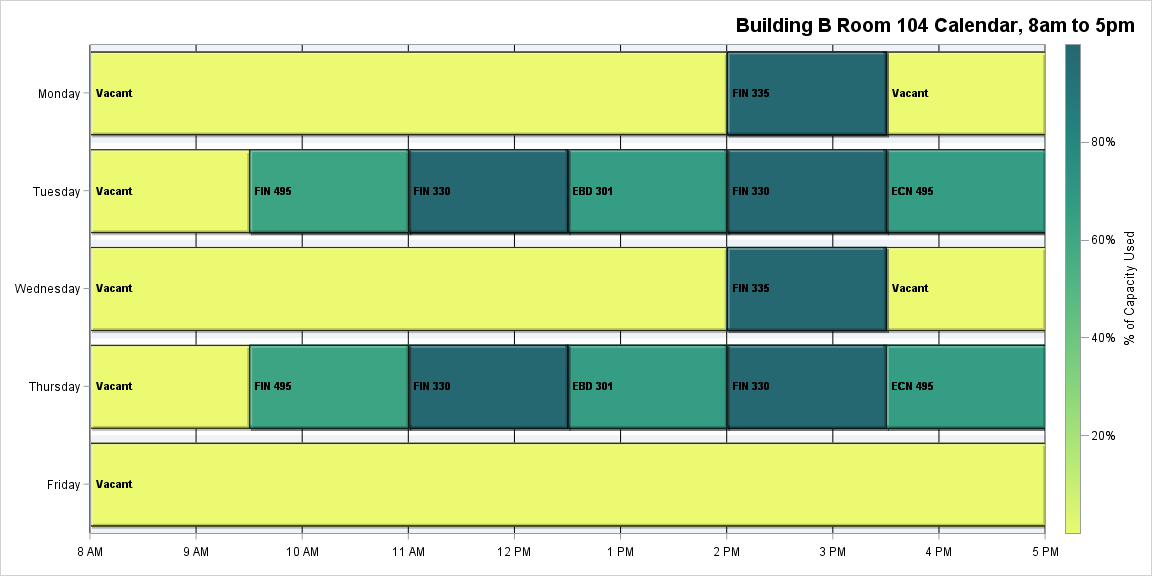 Building B Room 104 Calendar, 8am to 5pm
Monday
Vacant
FIN 335
Vacant
Tuesday
Vacant
FIN 495
FIN 330
EBD 301
FIN 330
ECN 495
Wednesday
Vacant
FIN 335
Vacant
Thursday
Vacant
FIN 495
FIN 330
EBD 301
FIN 330
ECN 495
Friday
Vacant
8 AM
9 AM
10 AM
11 AM
12 PM
1 PM
2 PM
3 PM
4 PM
5 PM
80%
60%
40%
20%
% of Capacity Used